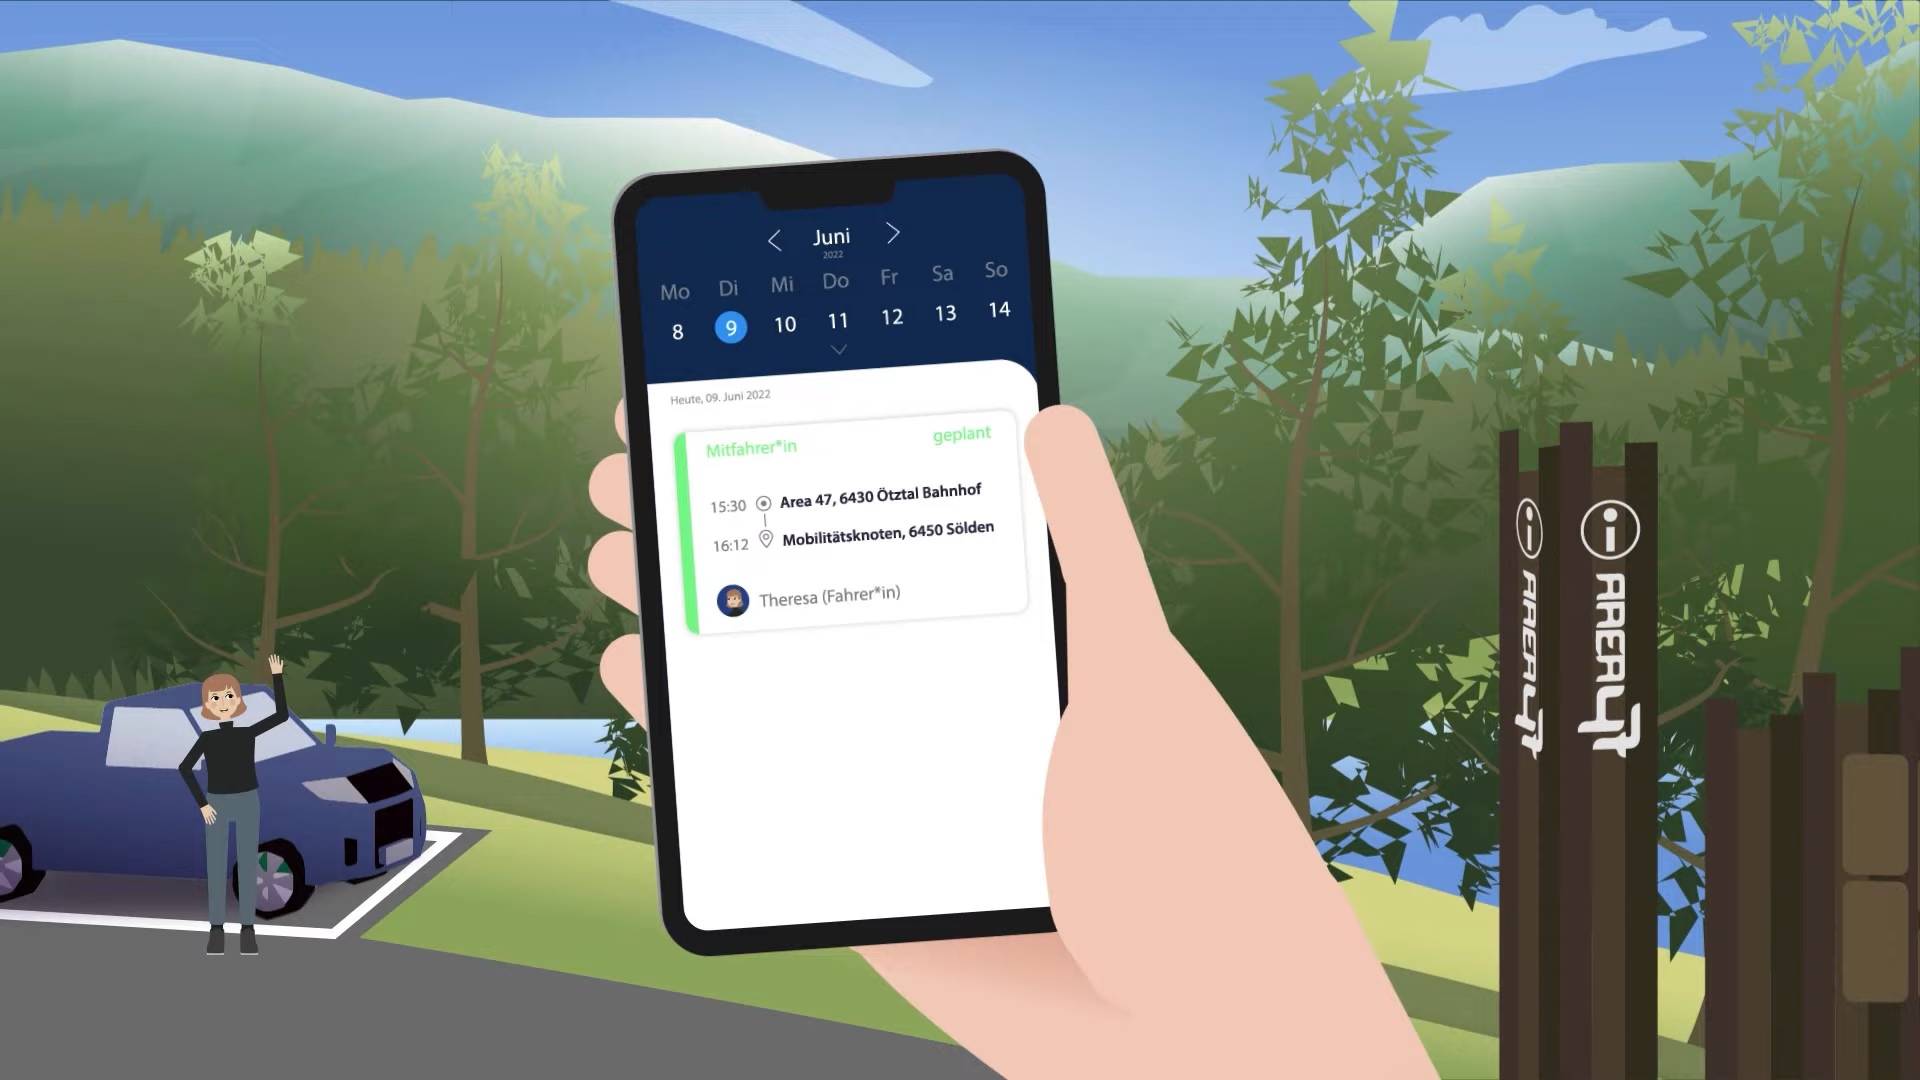 Juni
2022
Mo Di Mi Do Fr Sa So
8 9 10 11 12 13 14
Heute, 09. Juni 2022
Mitfahrer*in geplant
15:30 Area 47, 6430 Ötztal Bahnhof
16:12 Mobilitätsknoten, 6450 Sölden
Theresa (Fahrer*in)
AREA47
AREA47